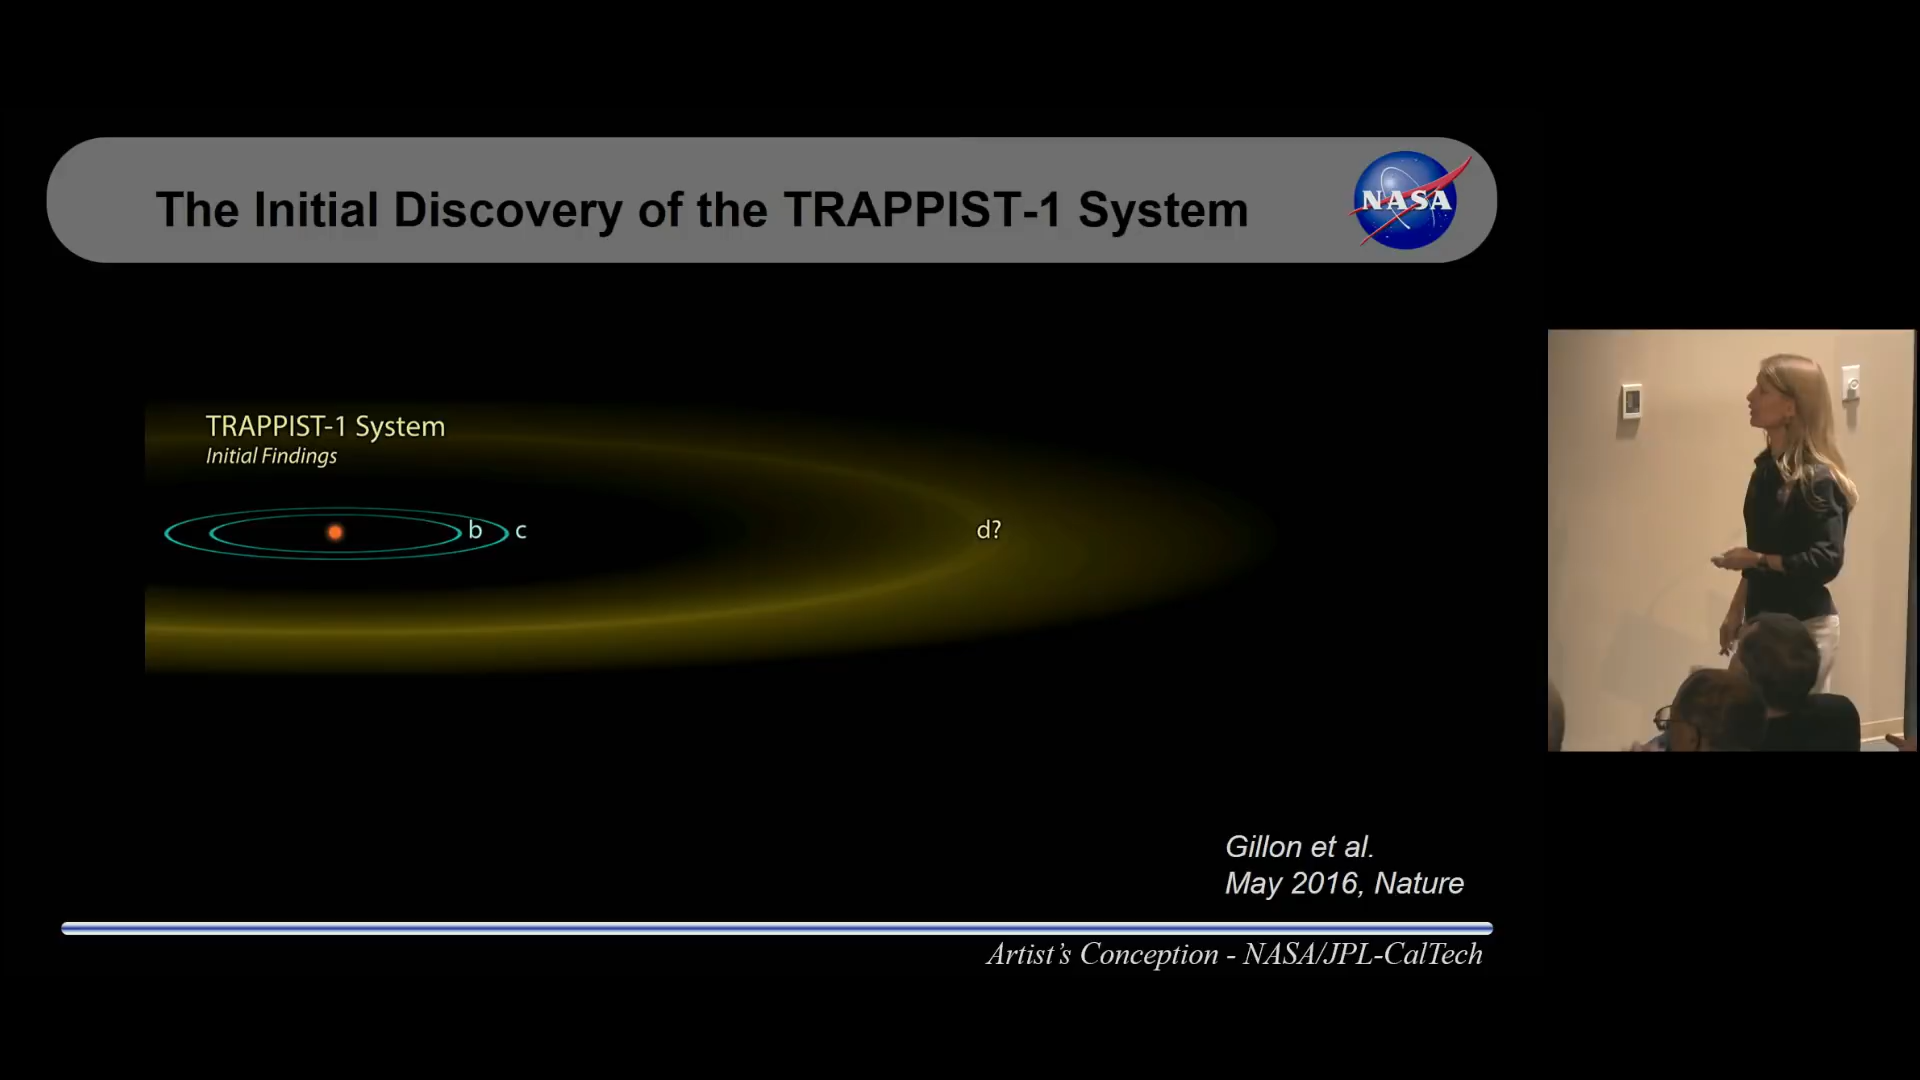 The Initial Discovery of the TRAPPIST-1 System
NASA
TRAPPIST-1 System
Initial Findings
b
c
d?
Gillon et al.
May 2016, Nature
Artist’s Conception - NASA/JPL-CalTech